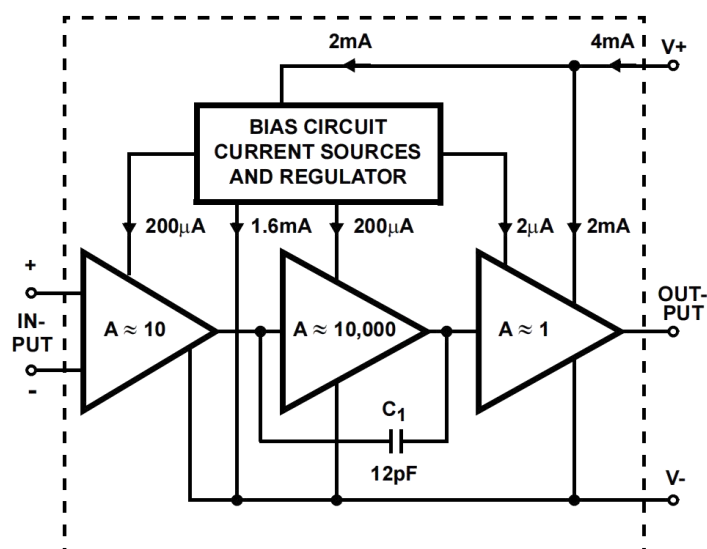 2mA
4mA
V+
BIAS CIRCUIT
CURRENT SOURCES
AND REGULATOR
200μA
1.6mA
200μA
2μA
2mA
+
IN-
PUT
-
A ≈ 10
A ≈ 10,000
A ≈ 1
OUT-
PUT
C1
12pF
V-